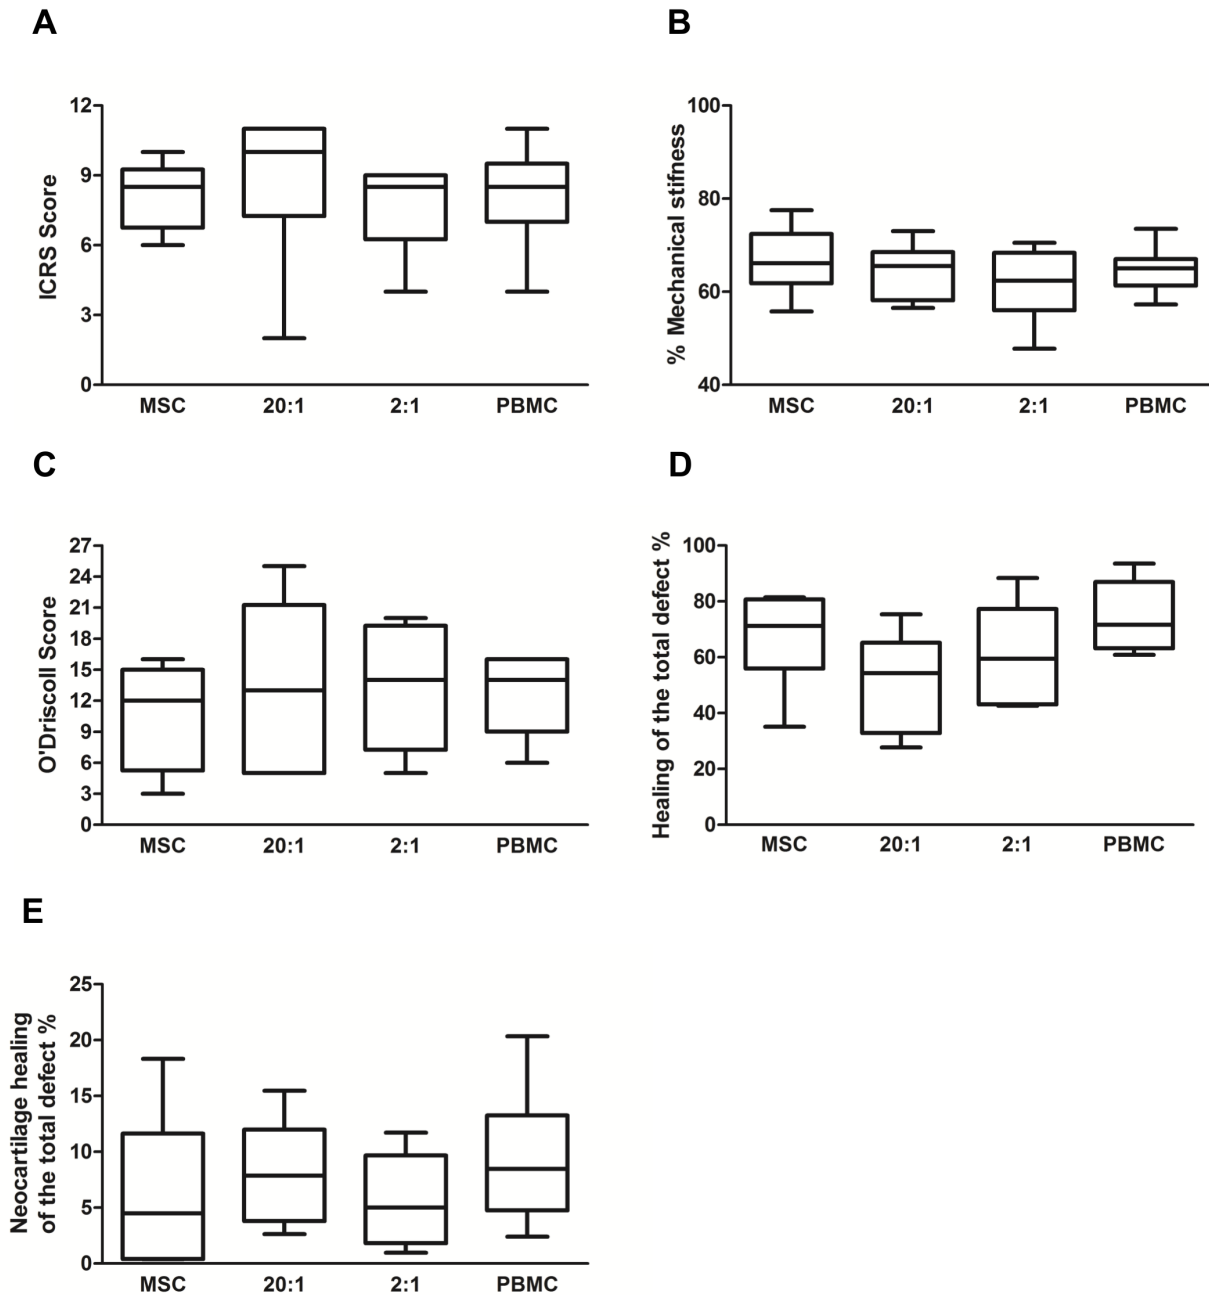 A
B
12
9
6
3
0
ICRS Score
MSC 20:1 2:1 PBMC
100
80
60
40
% Mechanical stifness
MSC 20:1 2:1 PBMC
C
D
27
24
21
18
15
12
9
6
3
0
O'Driscoll Score
MSC 20:1 2:1 PBMC
100
80
60
40
20
0
Healing of the total defect %
MSC 20:1 2:1 PBMC
E
25
20
15
10
5
0
Neocartilage healing
of the total defect %
MSC 20:1 2:1 PBMC